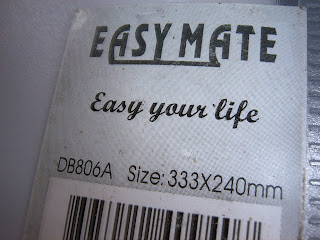 EASY MATE
Easy your life
DB806A Size: 333X240mm